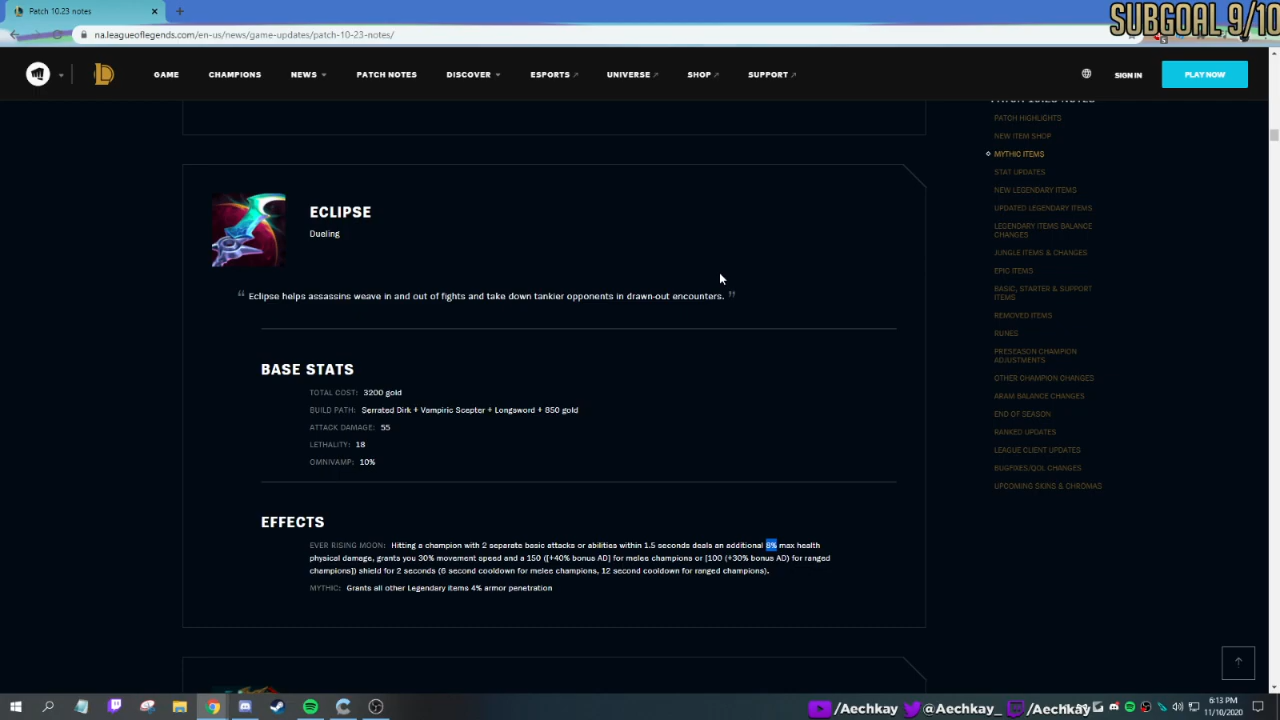 Patch 10.23 notes
SUBGOAL 9/10
na.leagueoflegends.com/en-us/news/game-updates/patch-10-23-notes/
GAME CHAMPIONS NEWS PATCH NOTES DISCOVER ESPORTS UNIVERSE SHOP SUPPORT SIGN IN PLAY NOW
PATCH 10.23 NOTES
PATCH HIGHLIGHTS
NEW ITEM SHOP
MYTHIC ITEMS
STAT UPDATES
NEW LEGENDARY ITEMS
UPDATED LEGENDARY ITEMS
LEGENDARY ITEMS BALANCE
CHANGES
JUNGLE ITEMS & CHANGES
EPIC ITEMS
BASIC, STARTER & SUPPORT
ITEMS
REMOVED ITEMS
RUNES
PRESEASON CHAMPION
ADJUSTMENTS
OTHER CHAMPION CHANGES
ARAM BALANCE CHANGES
END OF SEASON
RANKED UPDATES
LEAGUE CLIENT UPDATES
BUGFIXES/QOL CHANGES
UPCOMING SKINS & CHROMAS
ECLIPSE
Dueling
“ Eclipse helps assassins weave in and out of fights and take down tankier opponents in drawn-out encounters. ”
BASE STATS
TOTAL COST: 3200 gold
BUILD PATH: Serrated Dirk + Vampiric Scepter + Longsword + 850 gold
ATTACK DAMAGE: 55
LETHALITY: 18
OMNIVAMP: 10%
EFFECTS
EVER RISING MOON: Hitting a champion with 2 separate basic attacks or abilities within 1.5 seconds deals an additional 8% max health
physical damage, grants you 30% movement speed and a 150 ([+40% bonus AD] for melee champions or [100 (+30% bonus AD) for ranged
champions]) shield for 2 seconds (6 second cooldown for melee champions, 12 second cooldown for ranged champions).
MYTHIC: Grants all other Legendary items 4% armor penetration
/Aechkay @Aechkay_ /Aechkay
6:13 PM
11/10/2020